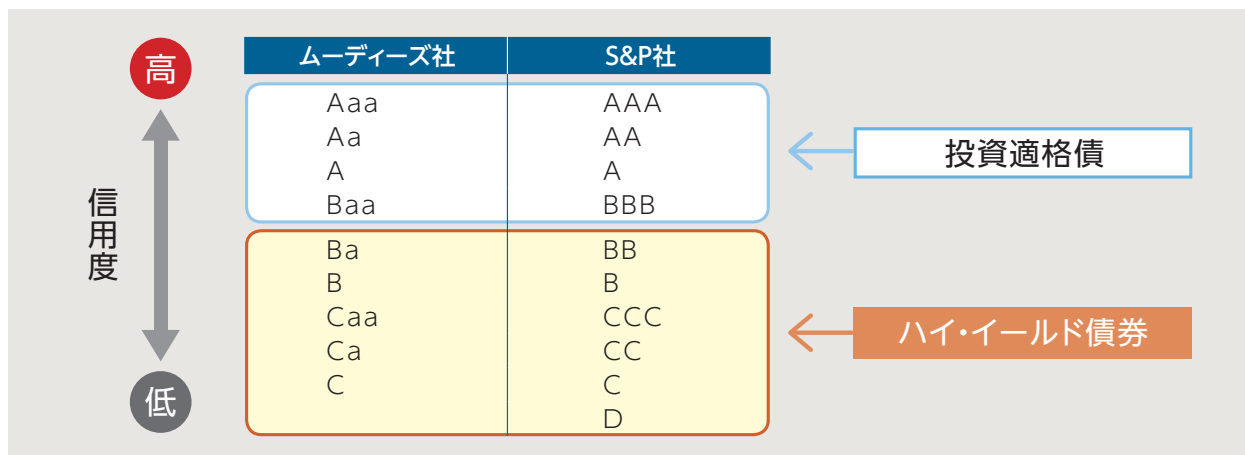 高
信用度
低
ムーディーズ社 S&P社
Aaa AAA
Aa AA
A A
Baa BBB
Ba BB
B B
Caa CCC
Ca CC
C C
D
投資適格債
ハイ・イールド債券